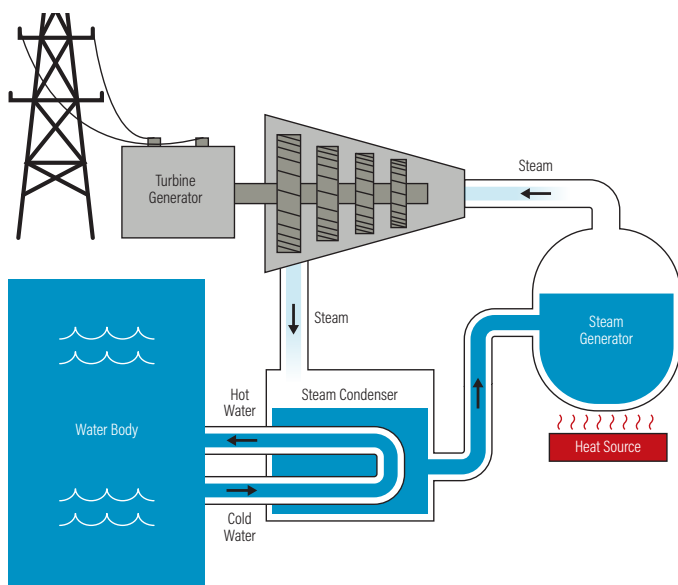 Steam
Turbine
Generator
Steam
Steam
Generator
Hot
Water
Steam Condenser
Water Body
Heat Source
Cold
Water